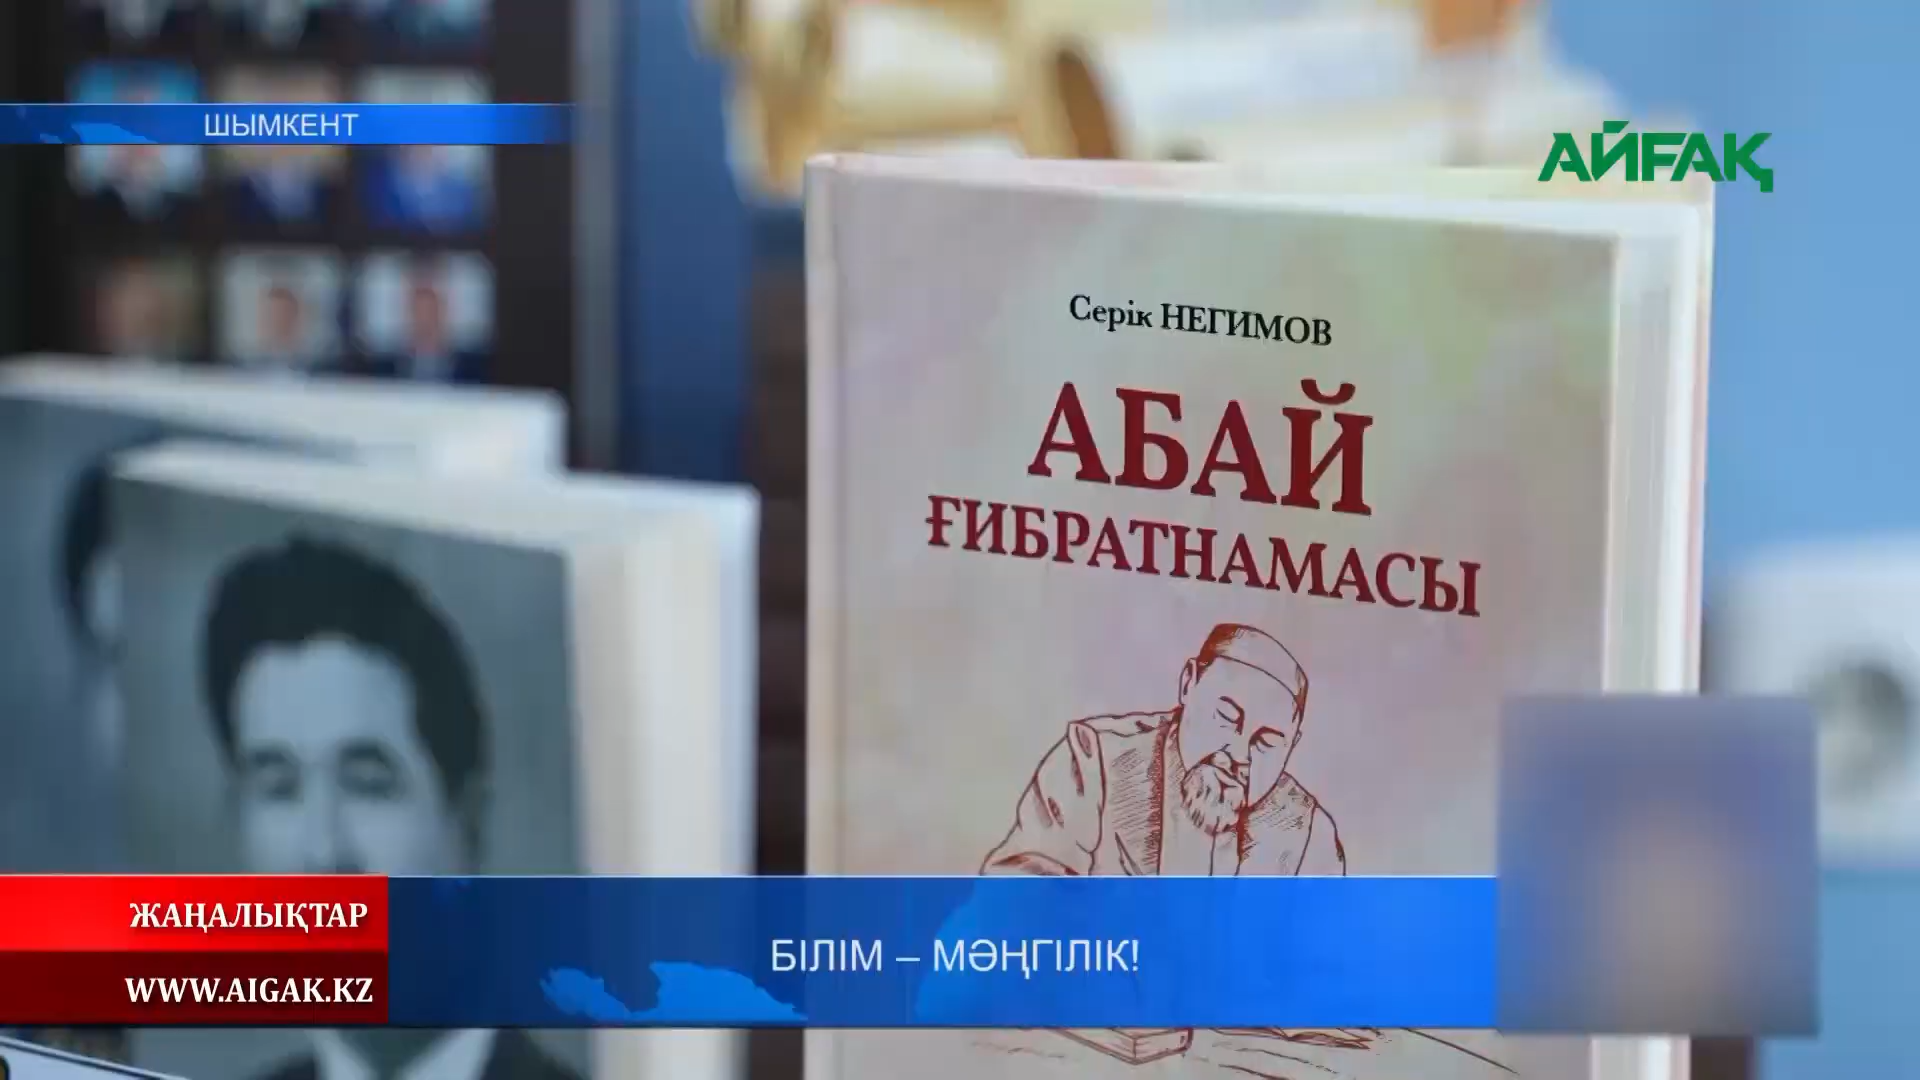 ШЫМКЕНТ
АЙҒАҚ
Серік НЕГИМОВ
АБАЙ
ҒИБРАТНАМАСЫ
ЖАҢАЛЫҚТАР
WWW.AIGAK.KZ
БІЛІМ – МӘҢГІЛІК!